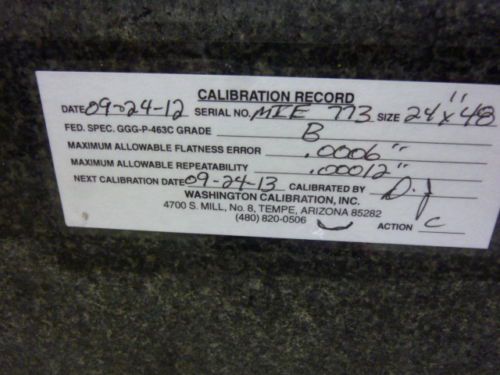 CALIBRATION RECORD
DATE 09-24-12 SERIAL NO. MIE 773 SIZE 24" x 48
FED. SPEC. GGG-P-463C GRADE B
MAXIMUM ALLOWABLE FLATNESS ERROR .0006"
MAXIMUM ALLOWABLE REPEATABILITY .00012"
NEXT CALIBRATION DATE 09-24-13 CALIBRATED BY D.J
WASHINGTON CALIBRATION, INC.
4700 S. MILL, No. 8, TEMPE, ARIZONA 85282
(480) 820-0506
ACTION C